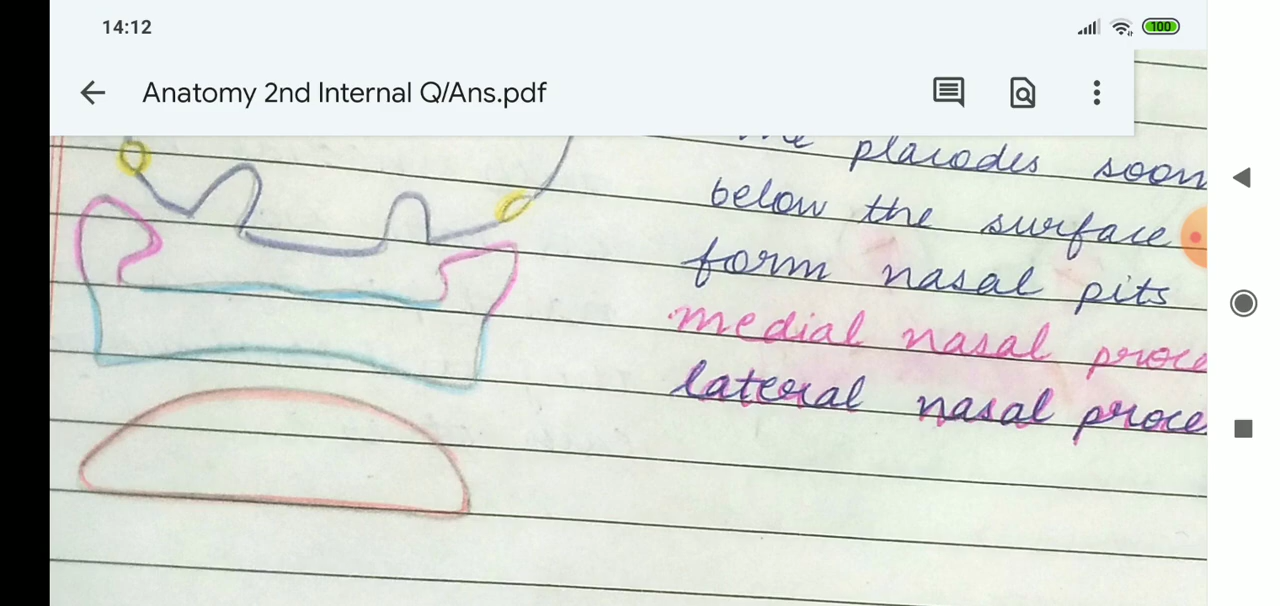 14:12
100
Anatomy 2nd Internal Q/Ans.pdf
placodes soon
below the surface
form nasal pits
medial nasal proce
lateral nasal proce